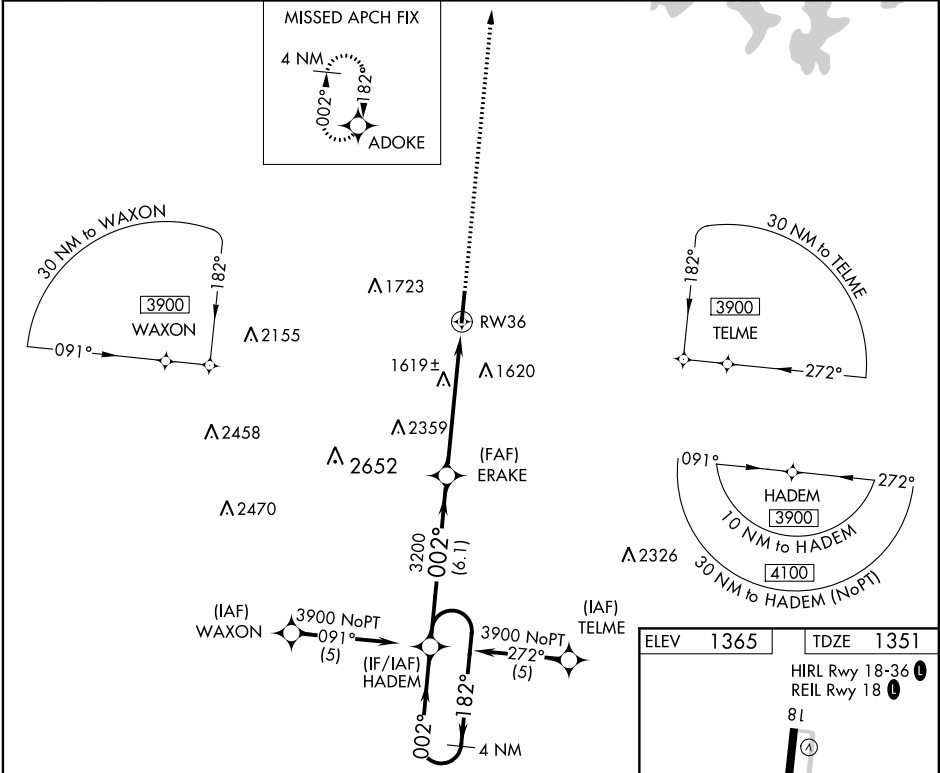 MISSED APCH FIX
4 NM
002°
182°
ADOKE
30 NM to WAXON
182°
3900
WAXON
091°
2155
1723
RW36
1619±
1620
30 NM to TELME
182°
3900
TELME
272°
2458
2359
2652
2470
(FAF)
ERAKE
3200
002°
(6.1)
091°
272°
HADEM
3900
10 NM to HADEM
4100
30 NM to HADEM (NoPT)
2326
(IAF)
WAXON
3900 NoPT
091°
(5)
(IF/IAF)
HADEM
3900 NoPT
272°
(5)
(IAF)
TELME
002°
182°
4 NM
ELEV 1365
TDZE 1351
HIRL Rwy 18-36 L
REIL Rwy 18 L
18
V